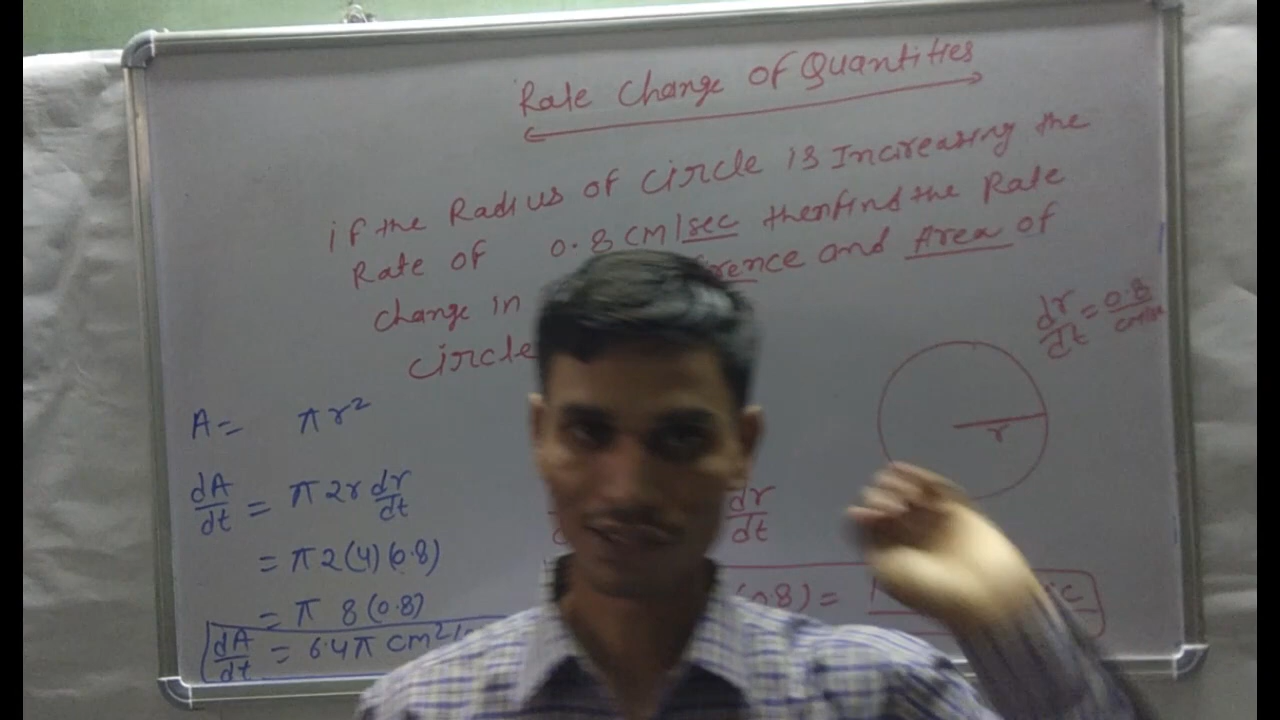 Rate Change of Quantities
if the Radius of circle is Increasing the
Rate of 0.8 cm/sec then find the Rate
change in and Area of
circle
dr/dt = 0.8
r
A = πr²
dA/dt = π2r dr/dt
= π2(4)(0.8)
= π 8(0.8)
dA/dt = 6.4π cm²/
dr/dt
(0.8) =